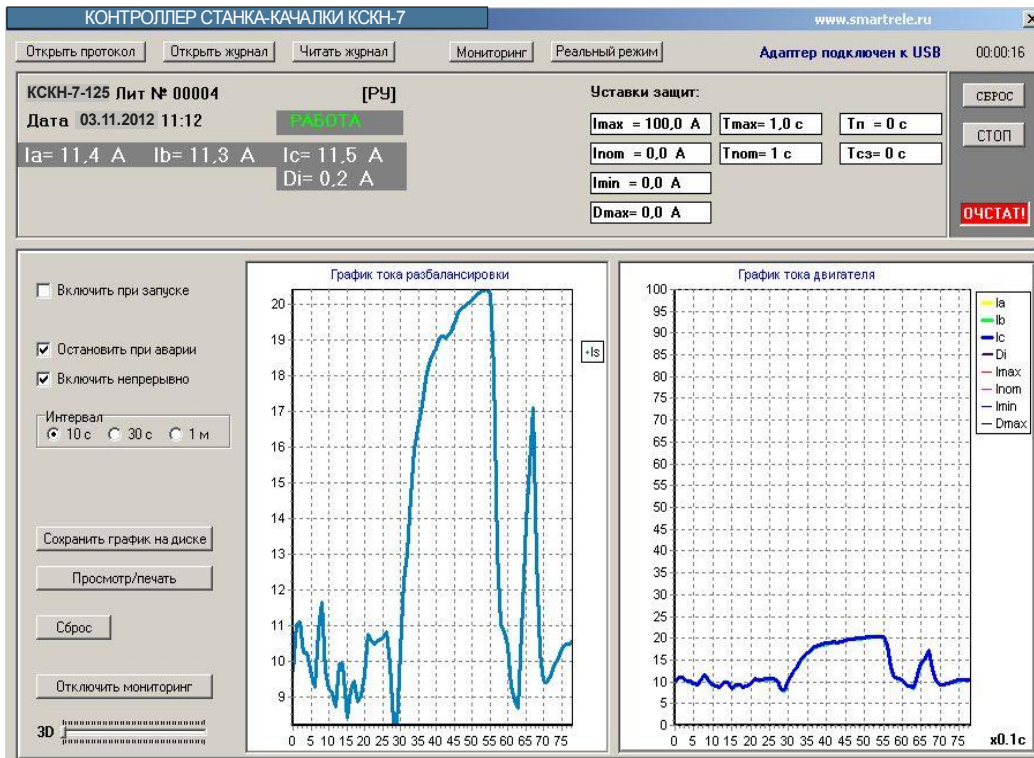 КОНТРОЛЛЕР СТАНКА-КАЧАЛКИ КСКН-7
www.smartrele.ru
Открыть протокол Открыть журнал Читать журнал Мониторинг Реальный режим Адаптер подключен к USB 00:00:16
КСКН-7-125 Лит № 00004 [РУ]
Дата 03.11.2012 11:12 РАБОТА
Ia= 11,4 A Ib= 11,3 A Ic= 11,5 A
Di= 0,2 A
Уставки защит:
Imax = 100,0 A Tmax= 1,0 c Tп = 0 c
Inom = 0,0 A Tnom= 1 c Tсз= 0 c
Imin = 0,0 A
Dmax= 0,0 A
СБРОС
СТОП
ОЧСТАТ!
Включить при запуске
Остановить при аварии
Включить непрерывно
Интервал
10 с 30 с 1 м
Сохранить график на диске
Просмотр/печать
Сброс
Отключить мониторинг
3D
График тока разбалансировки
20
19
18
17
16
15
14
13
12
11
10
9
0 5 10 15 20 25 30 35 40 45 50 55 60 65 70 75
Is
График тока двигателя
100
95
90
85
80
75
70
65
60
55
50
45
40
35
30
25
20
15
10
5
0
0 5 10 15 20 25 30 35 40 45 50 55 60 65 70 75
x0.1c
Ia
Ib
Ic
Di
Imax
Inom
Imin
Dmax